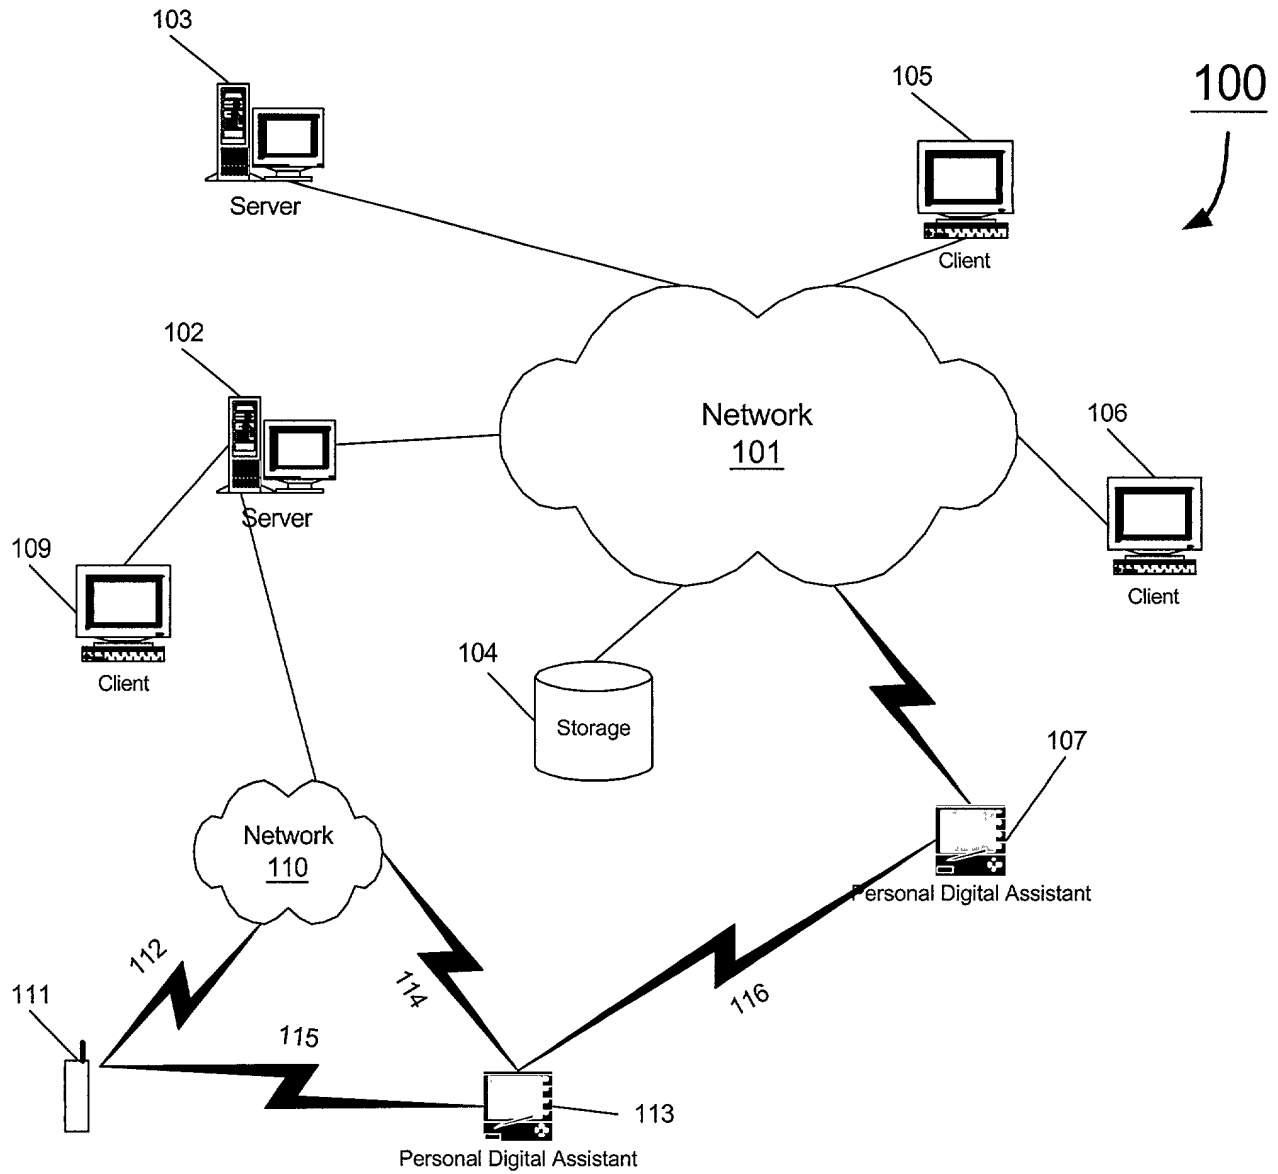 103
105
100
Server
Client
102
Network
101
106
Server
109
Client
104
Client
Storage
107
Network
110
Personal Digital Assistant
112
114
116
111
115
113
Personal Digital Assistant